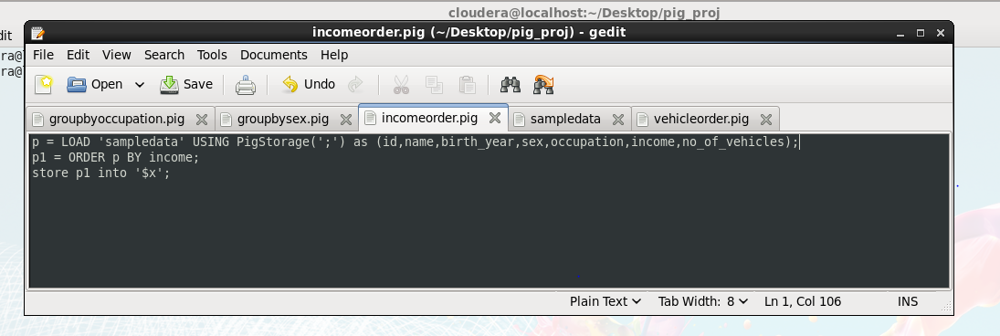 cloudera@localhost:~/Desktop/pig_proj
dit
incomeorder.pig (~/Desktop/pig_proj) - gedit
ra@
File Edit View Search Tools Documents Help
ra@
Open Save Undo
groupbyoccupation.pig groupbysex.pig incomeorder.pig sampledata vehicleorder.pig
p = LOAD 'sampledata' USING PigStorage(';') as (id,name,birth_year,sex,occupation,income,no_of_vehicles);
p1 = ORDER p BY income;
store p1 into '$x';
Plain Text Tab Width: 8 Ln 1, Col 106 INS